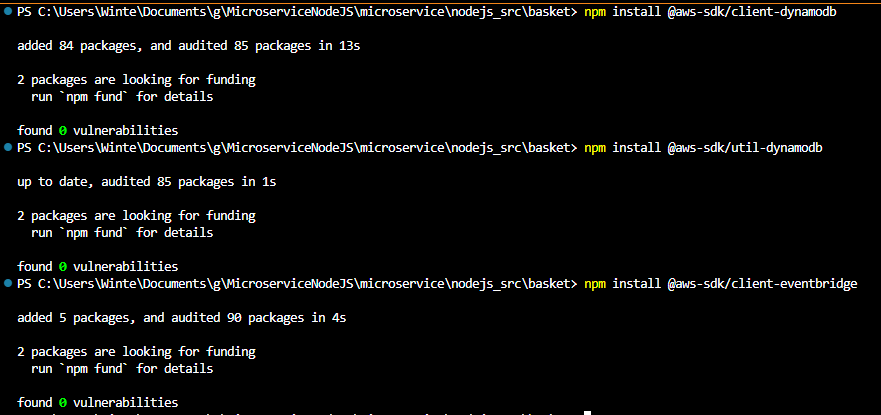 PS C:\Users\Winte\Documents\g\MicroserviceNodeJS\microservice\nodejs_src\basket> npm install @aws-sdk/client-dynamodb
added 84 packages, and audited 85 packages in 13s
2 packages are looking for funding
run `npm fund` for details
found 0 vulnerabilities
PS C:\Users\Winte\Documents\g\MicroserviceNodeJS\microservice\nodejs_src\basket> npm install @aws-sdk/util-dynamodb
up to date, audited 85 packages in 1s
2 packages are looking for funding
run `npm fund` for details
found 0 vulnerabilities
PS C:\Users\Winte\Documents\g\MicroserviceNodeJS\microservice\nodejs_src\basket> npm install @aws-sdk/client-eventbridge
added 5 packages, and audited 90 packages in 4s
2 packages are looking for funding
run `npm fund` for details
found 0 vulnerabilities